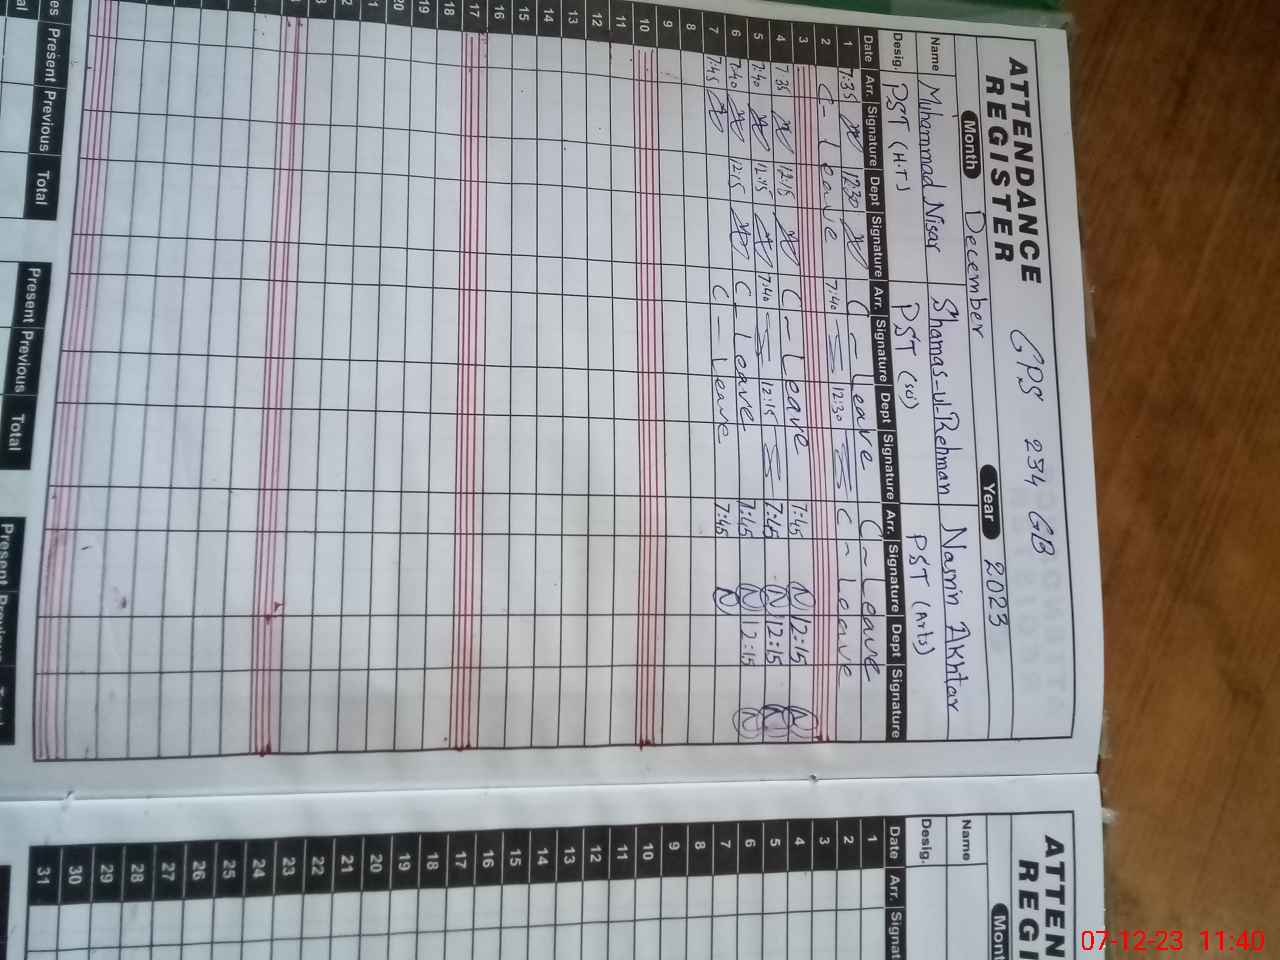 ATTENDANCE REGISTER GPS 234 GB
Month December Year 2023
Name Muhammad Nisar Shamas-ul-Rehman Nasrin Akhtar
Desig. PST (H.T) PST (sci) PST (Arts)
Date Arr. Signature Dept Signature Arr. Signature Dept Signature Arr. Signature Dept Signature
1 7:35 12:30 C - Leave C - Leave
2 C - Leave 7:40 12:30 C - Leave
3
4 7:35 12:15 C - Leave 7:45 N 12:15 N
5 7:40 12:15 7:40 12:15 7:45 N 12:15 N
6 7:40 12:15 C - Leave 7:45 N 12:15 N
7 7:45 C - Leave 7:45 N
8
9
10
11
12
13
14
15
16
17
18
19
20
Present Previous Total Present Previous Total Present Previous Total
ATTEN
REGI
Mont
Name
Desig.
Date Arr. Signat
1
2
3
4
5
6
7
8
9
10
11
12
13
14
15
16
17
18
19
20
21
22
23
24
25
26
27
28
29
30
31
07-12-23 11:40